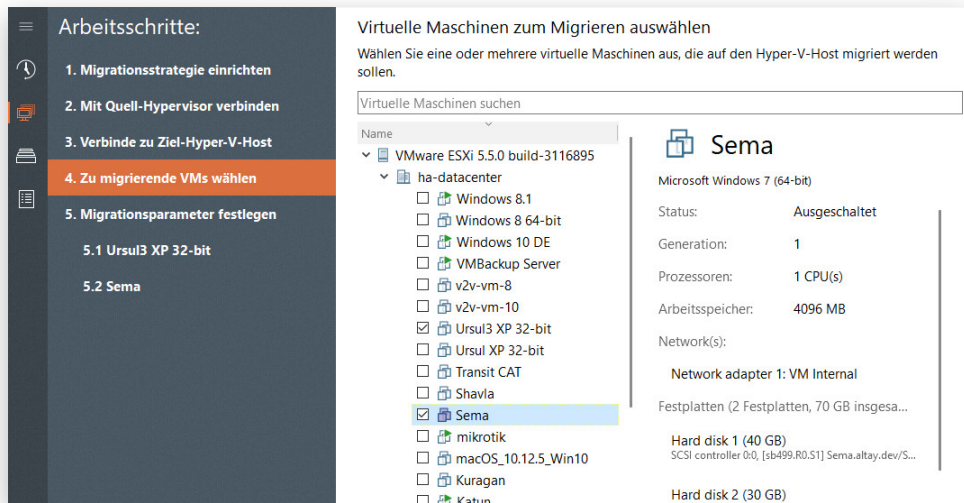 Arbeitsschritte:
1. Migrationsstrategie einrichten
2. Mit Quell-Hypervisor verbinden
3. Verbinde zu Ziel-Hyper-V-Host
4. Zu migrierende VMs wählen
5. Migrationsparameter festlegen
5.1 Ursul3 XP 32-bit
5.2 Sema
Virtuelle Maschinen zum Migrieren auswählen
Wählen Sie eine oder mehrere virtuelle Maschinen aus, die auf den Hyper-V-Host migriert werden
sollen.
Virtuelle Maschinen suchen
Name
VMware ESXi 5.5.0 build-3116895
ha-datacenter
Windows 8.1
Windows 8 64-bit
Windows 10 DE
VMBackup Server
v2v-vm-8
v2v-vm-10
Ursul3 XP 32-bit
Ursul XP 32-bit
Transit CAT
Shavla
Sema
mikrotik
macOS_10.12.5_Win10
Kuragan
Katun
Sema
Microsoft Windows 7 (64-bit)
Status: Ausgeschaltet
Generation: 1
Prozessoren: 1 CPU(s)
Arbeitsspeicher: 4096 MB
Network(s):
Network adapter 1: VM Internal
Festplatten (2 Festplatten, 70 GB insgesa...
Hard disk 1 (40 GB)
SCSI controller 0:0, [sb499.R0.S1] Sema.altay.dev/S...
Hard disk 2 (30 GB)